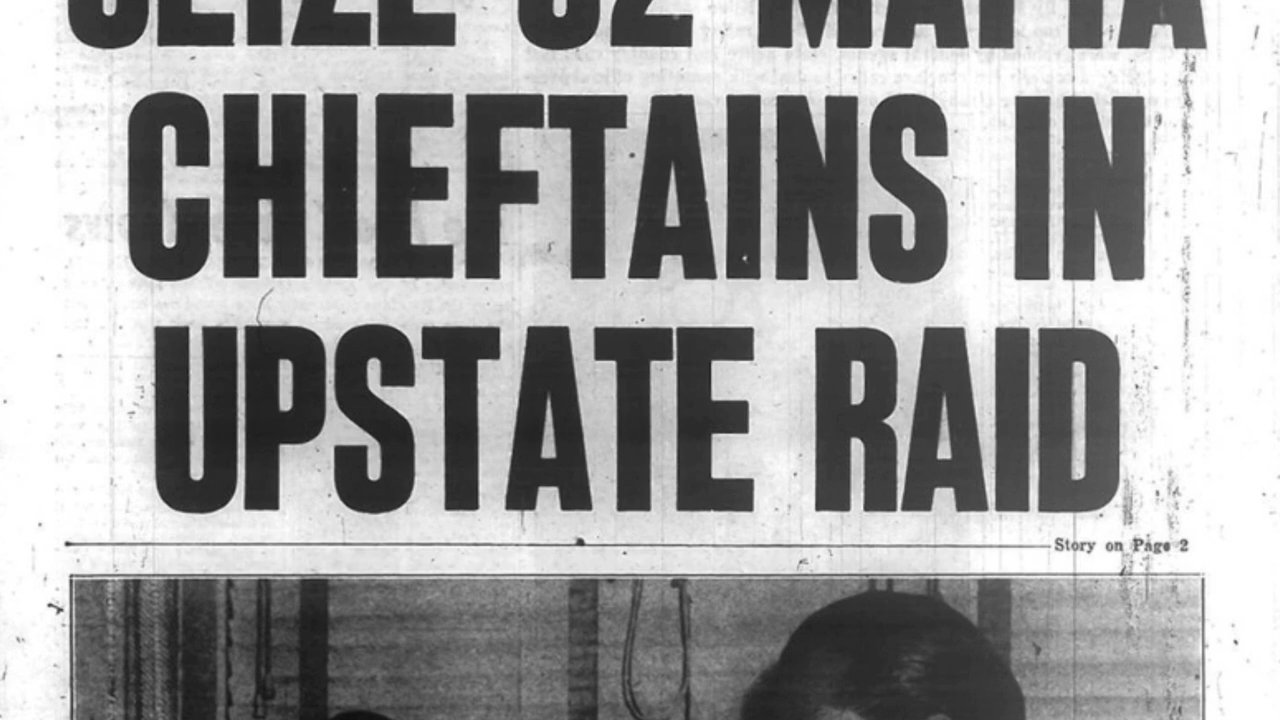 SEIZE 62 MAFIA
CHIEFTAINS IN
UPSTATE RAID
Story on Page 2